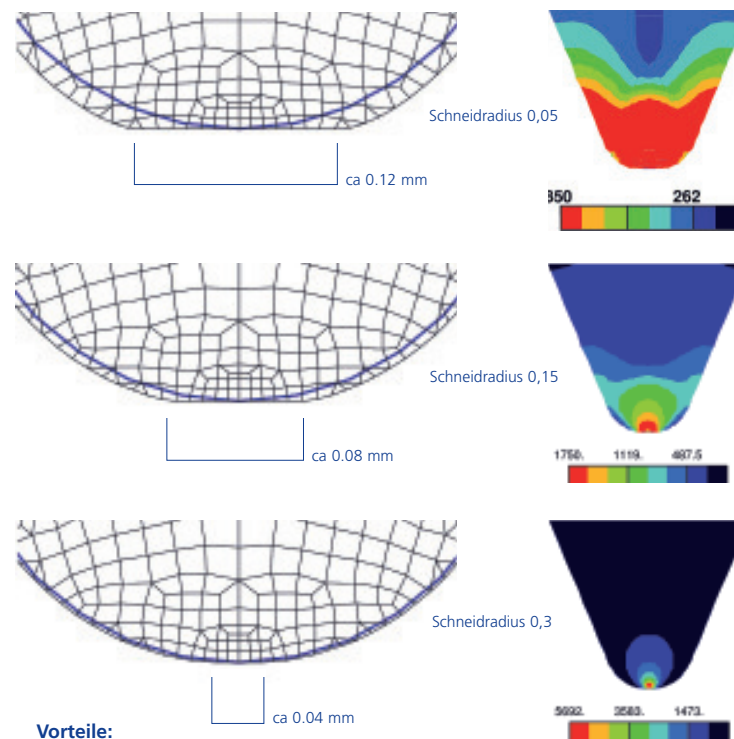 Schneidradius 0,05
ca 0.12 mm
350 262
Schneidradius 0,15
ca 0.08 mm
1750. 1119. 487.5
Schneidradius 0,3
ca 0.04 mm
5692. 3583. 1473.
Vorteile: